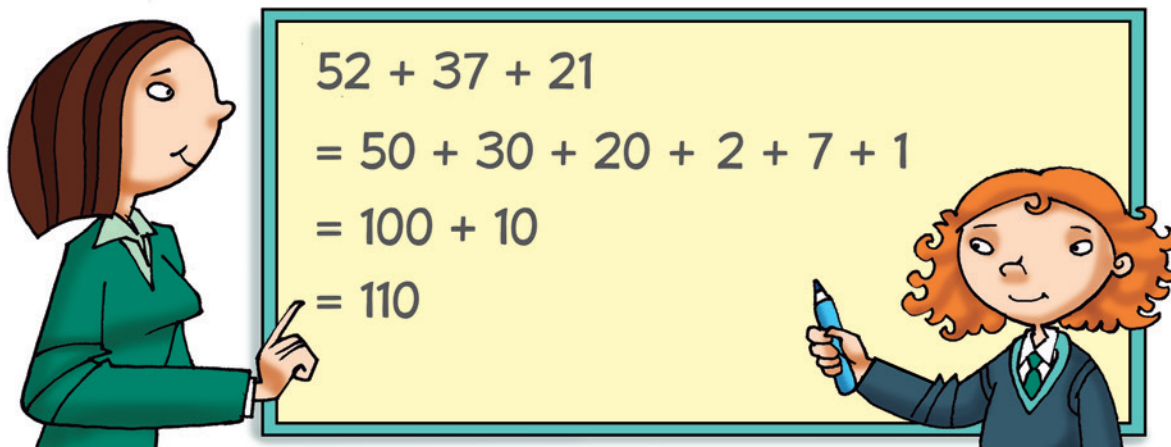 52 + 37 + 21
= 50 + 30 + 20 + 2 + 7 + 1
= 100 + 10
= 110